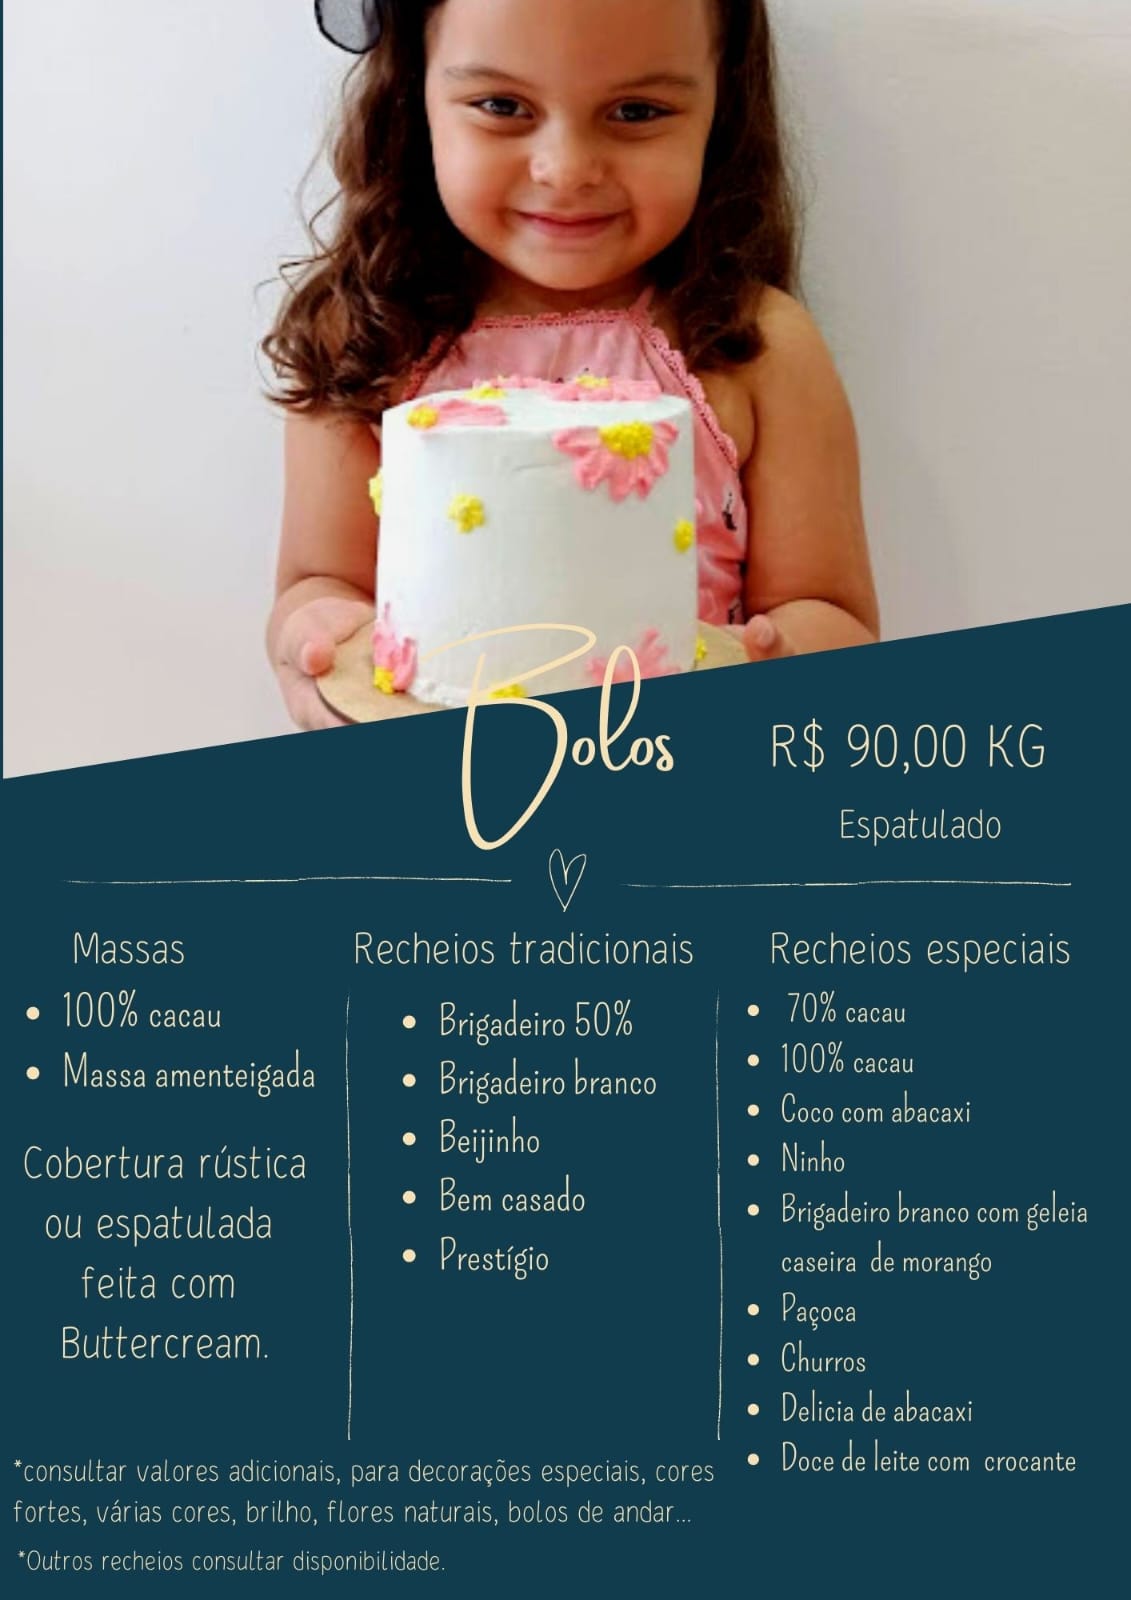 Bolos
R$ 90,00 KG
Espatulado
Massas
• 100% cacau
• Massa amenteigada
Cobertura rústica
ou espatulada
feita com
Buttercream.
Recheios tradicionais
• Brigadeiro 50%
• Brigadeiro branco
• Beijinho
• Bem casado
• Prestígio
Recheios especiais
• 70% cacau
• 100% cacau
• Coco com abacaxi
• Ninho
• Brigadeiro branco com geleia
caseira de morango
• Paçoca
• Churros
• Delicia de abacaxi
• Doce de leite com crocante
*consultar valores adicionais, para decorações especiais, cores
fortes, várias cores, brilho, flores naturais, bolos de andar...
*Outros recheios consultar disponibilidade.